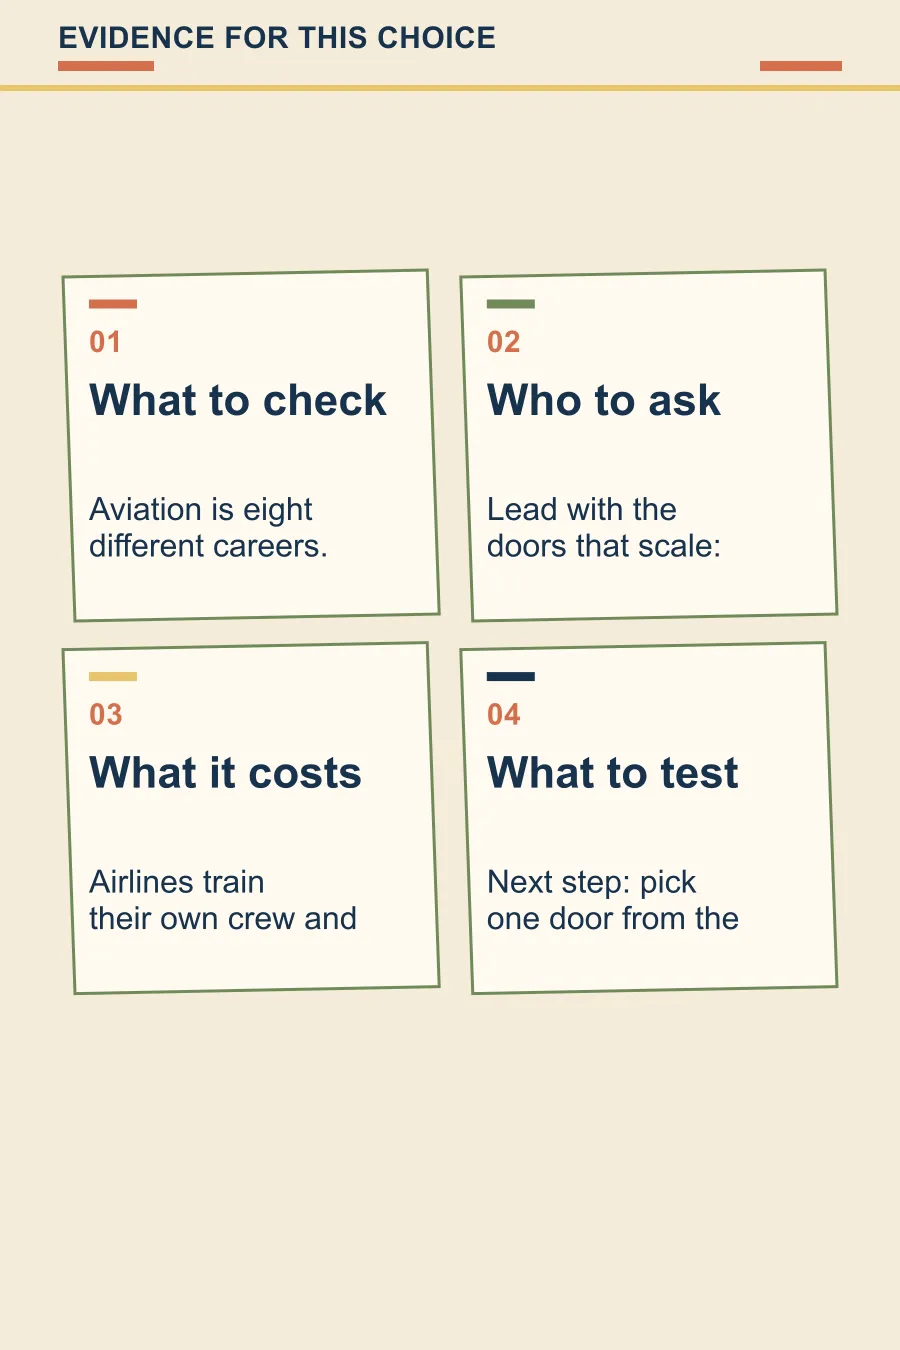 EVIDENCE FOR THIS CHOICE
01
What to check
Aviation is eight
different careers.
02
Who to ask
Lead with the
doors that scale:
03
What it costs
Airlines train
their own crew and
04
What to test
Next step: pick
one door from the